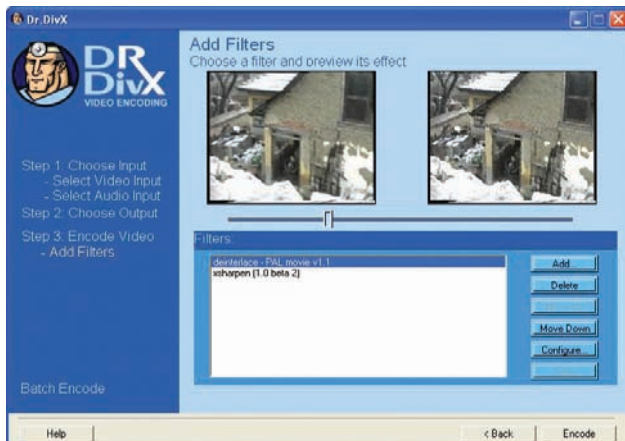 Dr.DivX
DR
DivX
VIDEO ENCODING
Add Filters
Choose a filter and preview its effect
Step 1: Choose Input
- Select Video Input
- Select Audio Input
Step 2: Choose Output
Step 3: Encode Video
- Add Filters
Filters:
deinterlace - PAL movie v1.1
xsharpen (1.0 beta 2)
Add...
Delete
Move Down
Configure...
Batch Encode
Help
< Back
Encode